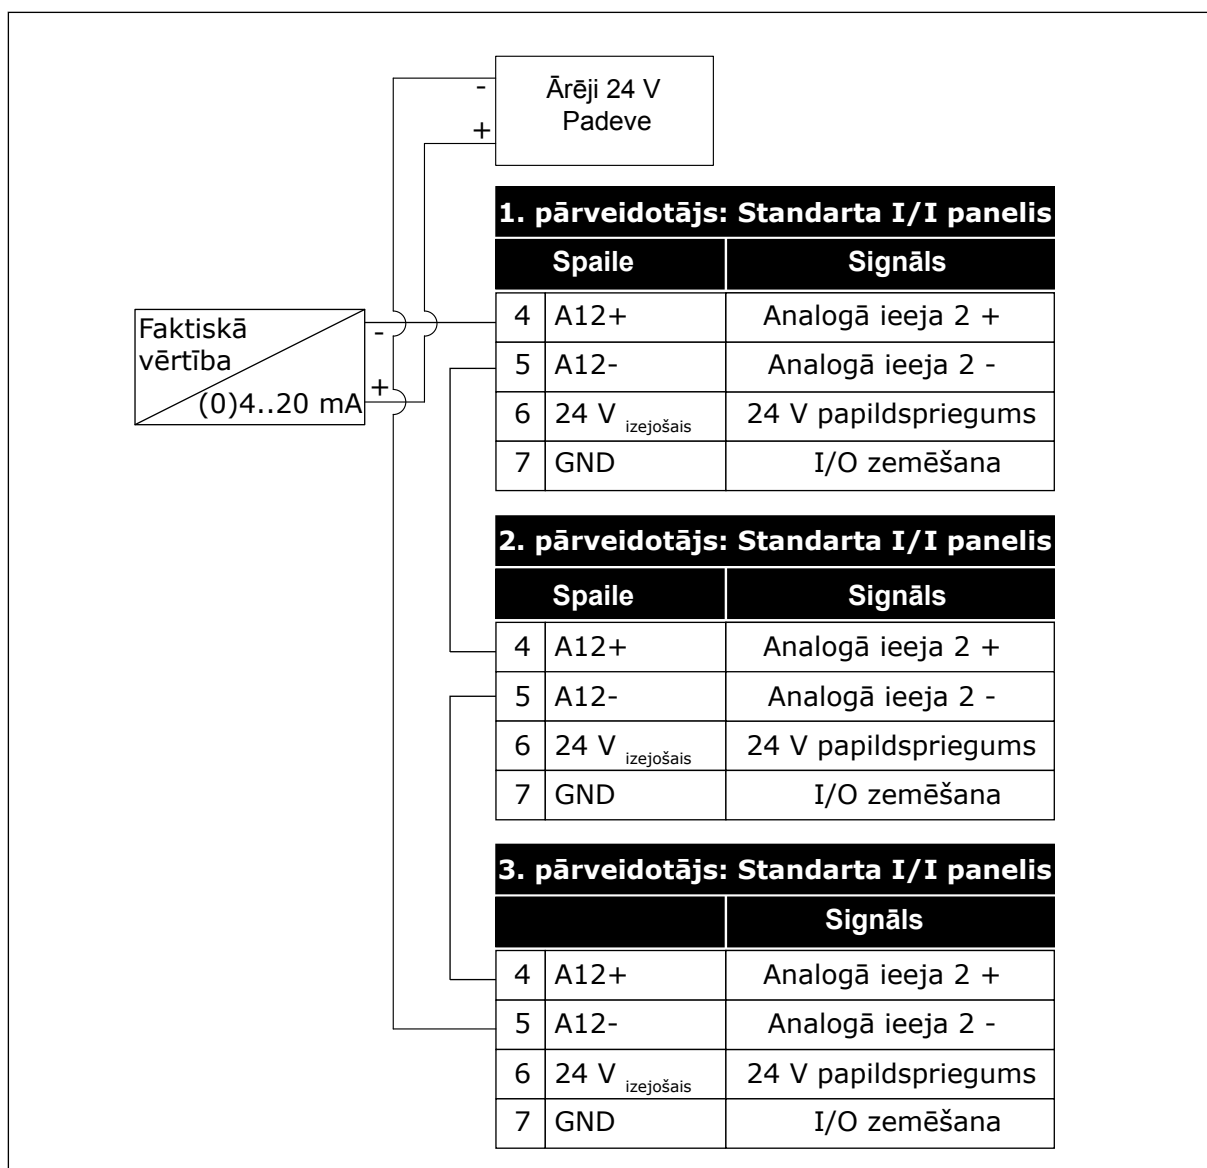 Ārēji 24 V
Padeve
-
+
1. pārveidotājs: Standarta I/I panelis
Spaile Signāls
4 A12+ Analogā ieeja 2 +
5 A12- Analogā ieeja 2 -
6 24 V izejošais 24 V papildspriegums
7 GND I/O zemēšana
Faktiskā
vērtība
(0)4..20 mA
-
+
2. pārveidotājs: Standarta I/I panelis
Spaile Signāls
4 A12+ Analogā ieeja 2 +
5 A12- Analogā ieeja 2 -
6 24 V izejošais 24 V papildspriegums
7 GND I/O zemēšana
3. pārveidotājs: Standarta I/I panelis
Signāls
4 A12+ Analogā ieeja 2 +
5 A12- Analogā ieeja 2 -
6 24 V izejošais 24 V papildspriegums
7 GND I/O zemēšana